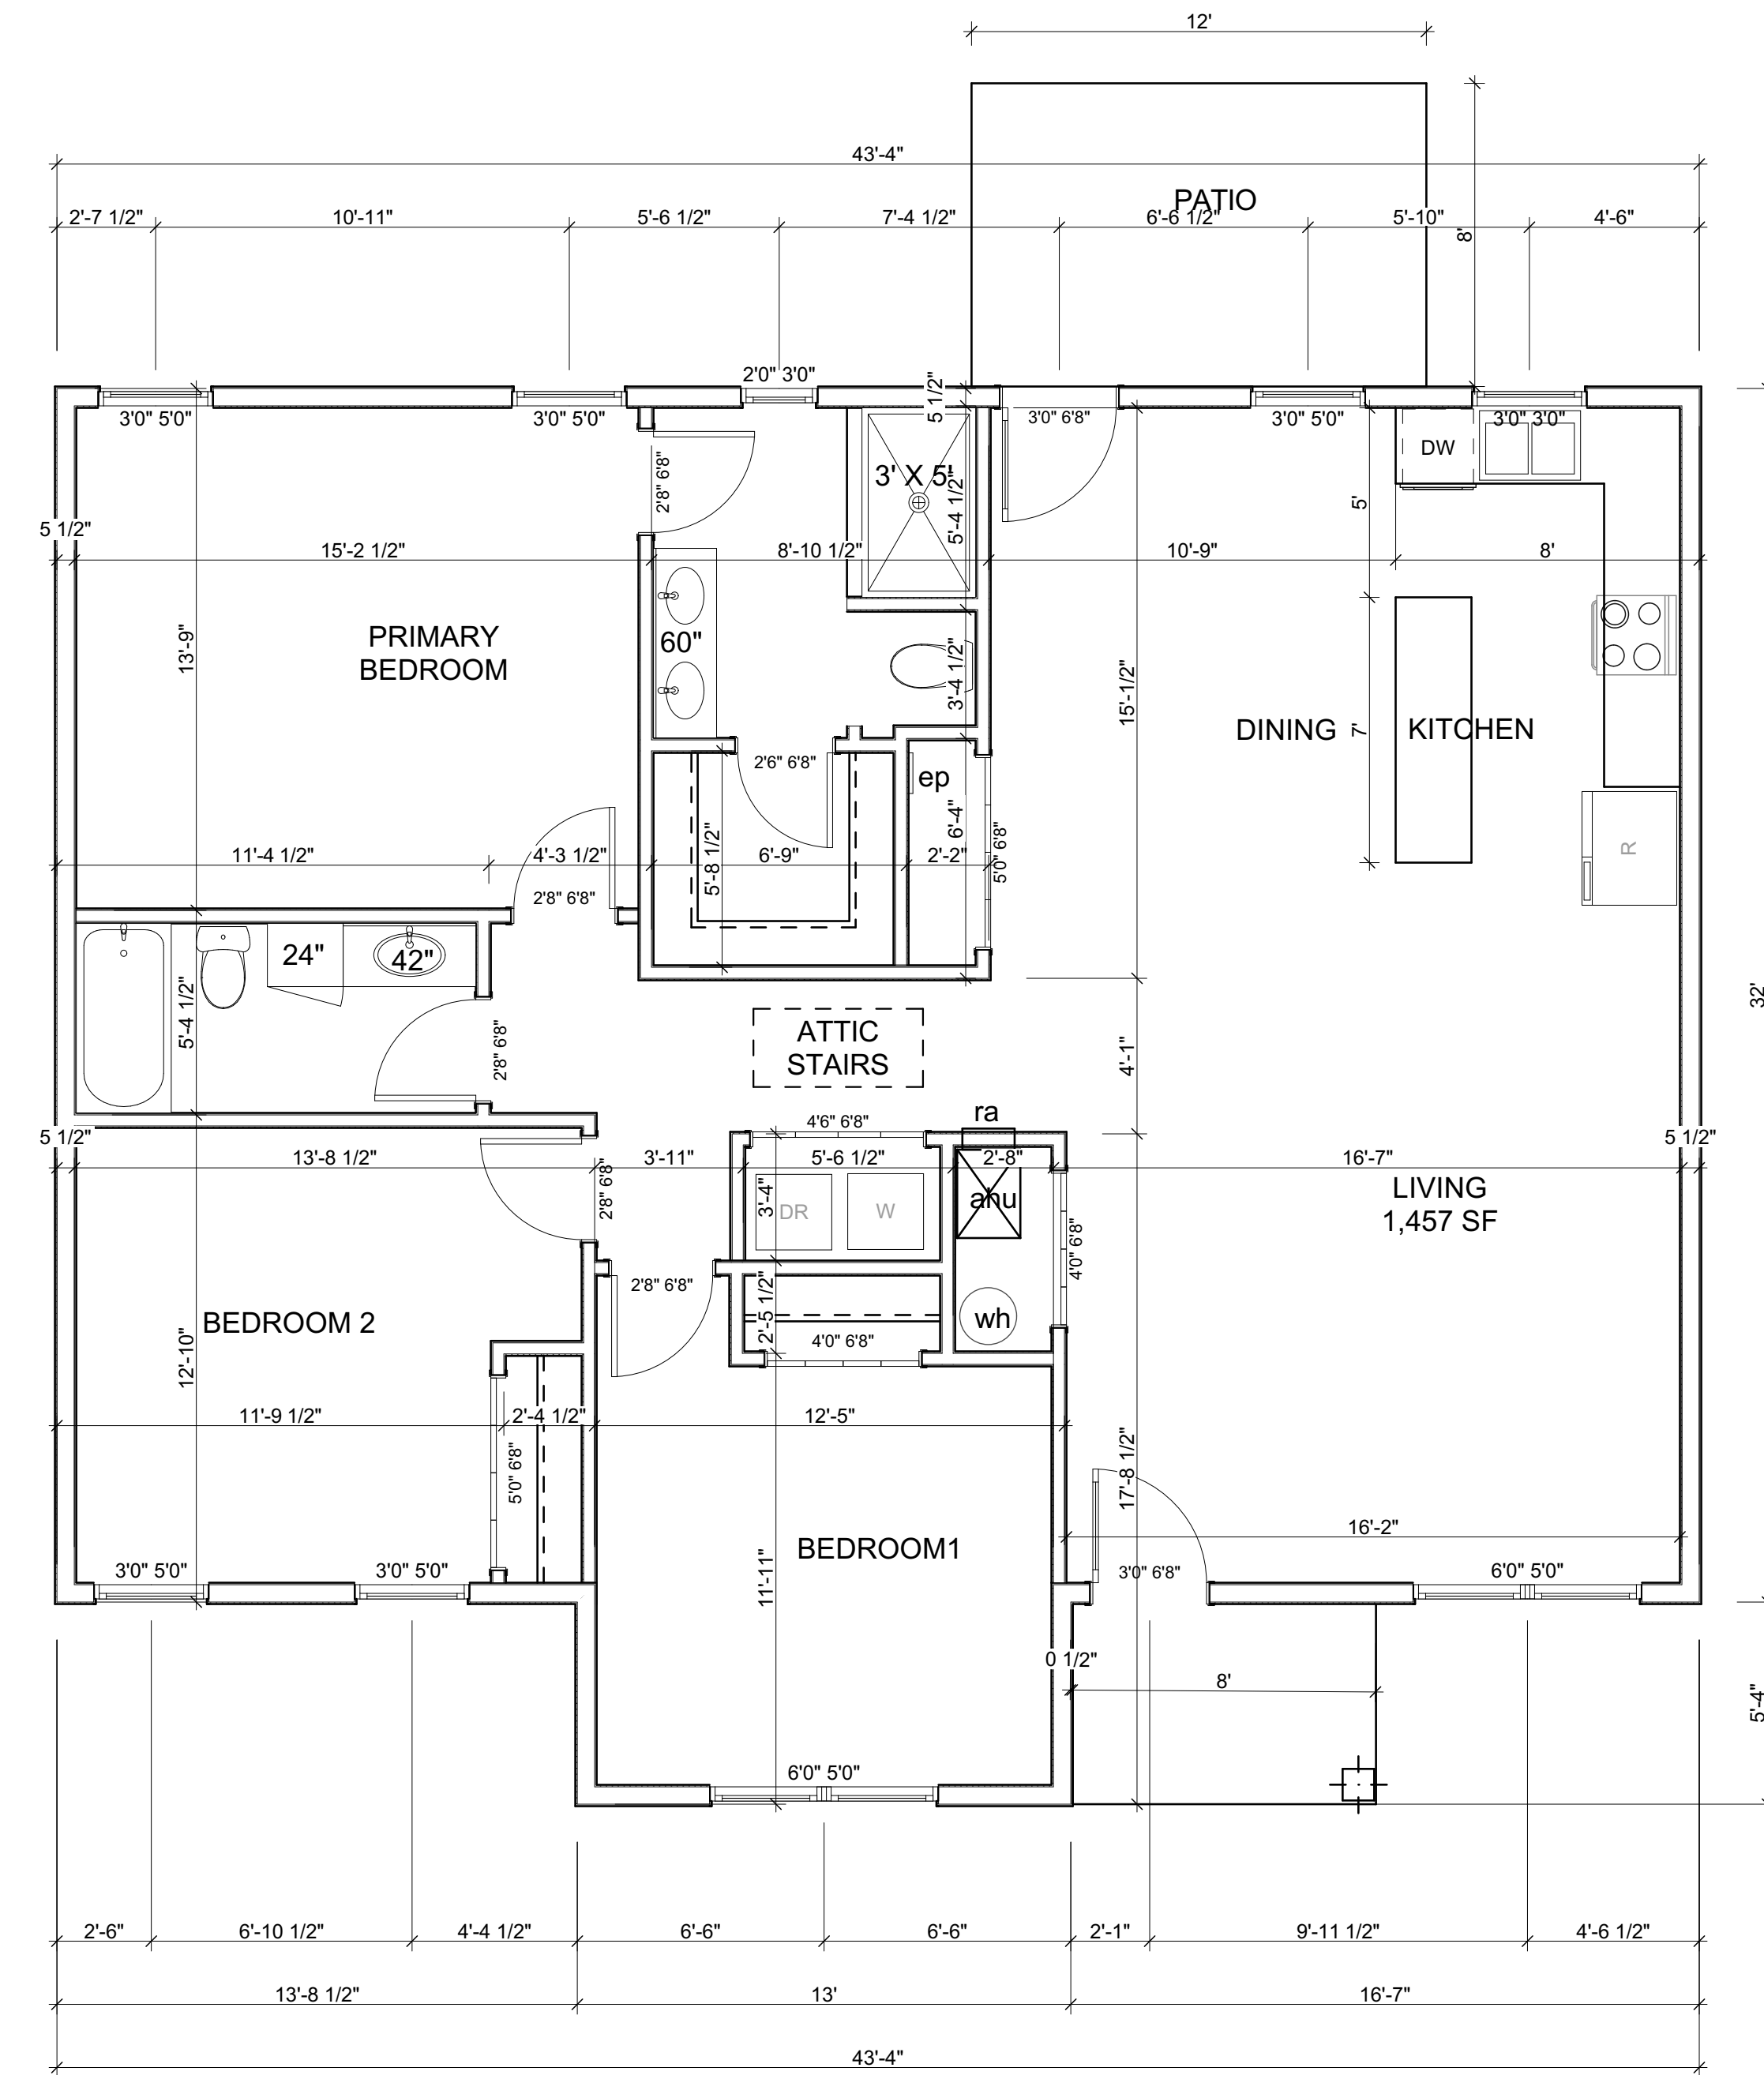 12'
43'-4"
PATIO
2'-7 1/2" 10'-11" 5'-6 1/2" 7'-4 1/2" 6'-6 1/2" 5'-10" 4'-6"
8'
2'0" 3'0"
5 1/2"
3'0" 5'0" 3'0" 5'0" 3'0" 6'8" 3'0" 5'0" 3'0" 3'0"
DW
2'8" 6'8"
3' X 5'
5'-4 1/2"
5'
5 1/2"
15'-2 1/2" 8'-10 1/2" 10'-9" 8'
13'-9"
PRIMARY
BEDROOM
60"
3'-4 1/2"
15'-1/2"
DINING
7'
KITCHEN
2'6" 6'8"
ep
6'-4"
5'0" 6'8"
R
11'-4 1/2" 4'-3 1/2" 5'-8 1/2" 6'-9" 2'-2"
2'8" 6'8"
24"
42"
5'-4 1/2"
2'8" 6'8"
ATTIC
STAIRS
4'-1"
32'
ra
4'6" 6'8"
5 1/2" 5 1/2"
13'-8 1/2" 3'-11" 5'-6 1/2" 2'-8" 16'-7"
2'8" 6'8"
3'-4"
DR
W
ahu
LIVING
1,457 SF
4'0" 6'8"
2'8" 6'8"
2'-5 1/2"
wh
BEDROOM 2
4'0" 6'8"
12'-10"
11'-9 1/2" 2'-4 1/2" 12'-5"
5'0" 6'8"
17'-8 1/2"
16'-2"
BEDROOM1
3'0" 5'0" 3'0" 5'0" 11'-11" 3'0" 6'8" 6'0" 5'0"
0 1/2"
8'
5'-4"
6'0" 5'0"
2'-6" 6'-10 1/2" 4'-4 1/2" 6'-6" 6'-6" 2'-1" 9'-11 1/2" 4'-6 1/2"
13'-8 1/2" 13' 16'-7"
43'-4"